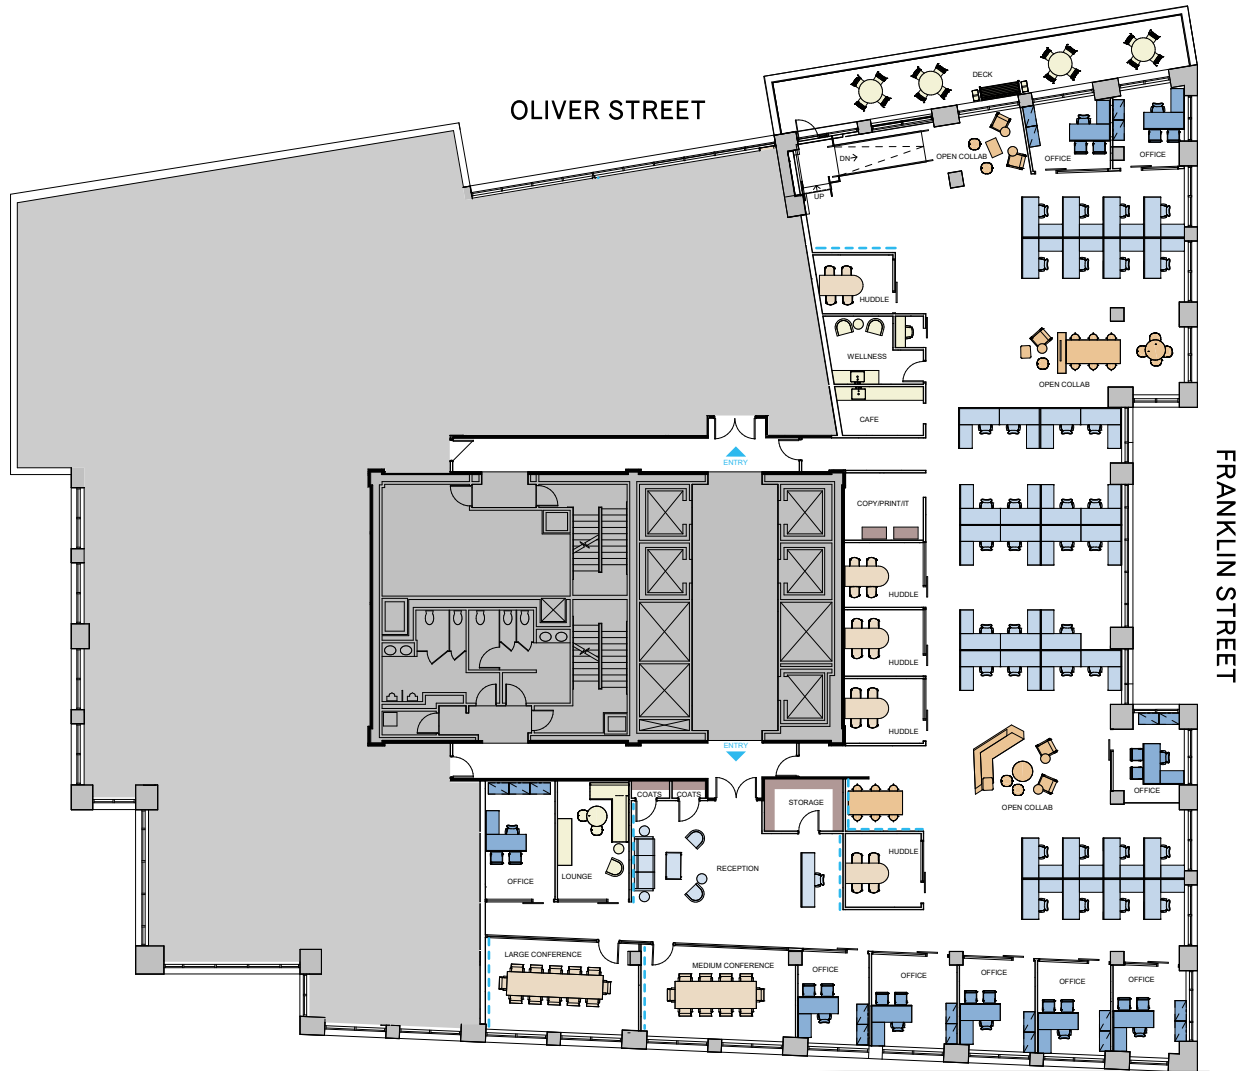 DECK
OLIVER STREET
DN
OPEN COLLAB
OFFICE
OFFICE
UP
HUDDLE
WELLNESS
OPEN COLLAB
CAFE
ENTRY
FRANKLIN STREET
COPY/PRINT/IT
HUDDLE
HUDDLE
HUDDLE
ENTRY
OFFICE
COATS
COATS
STORAGE
OPEN COLLAB
HUDDLE
OFFICE
LOUNGE
RECEPTION
LARGE CONFERENCE
MEDIUM CONFERENCE
OFFICE
OFFICE
OFFICE
OFFICE
OFFICE